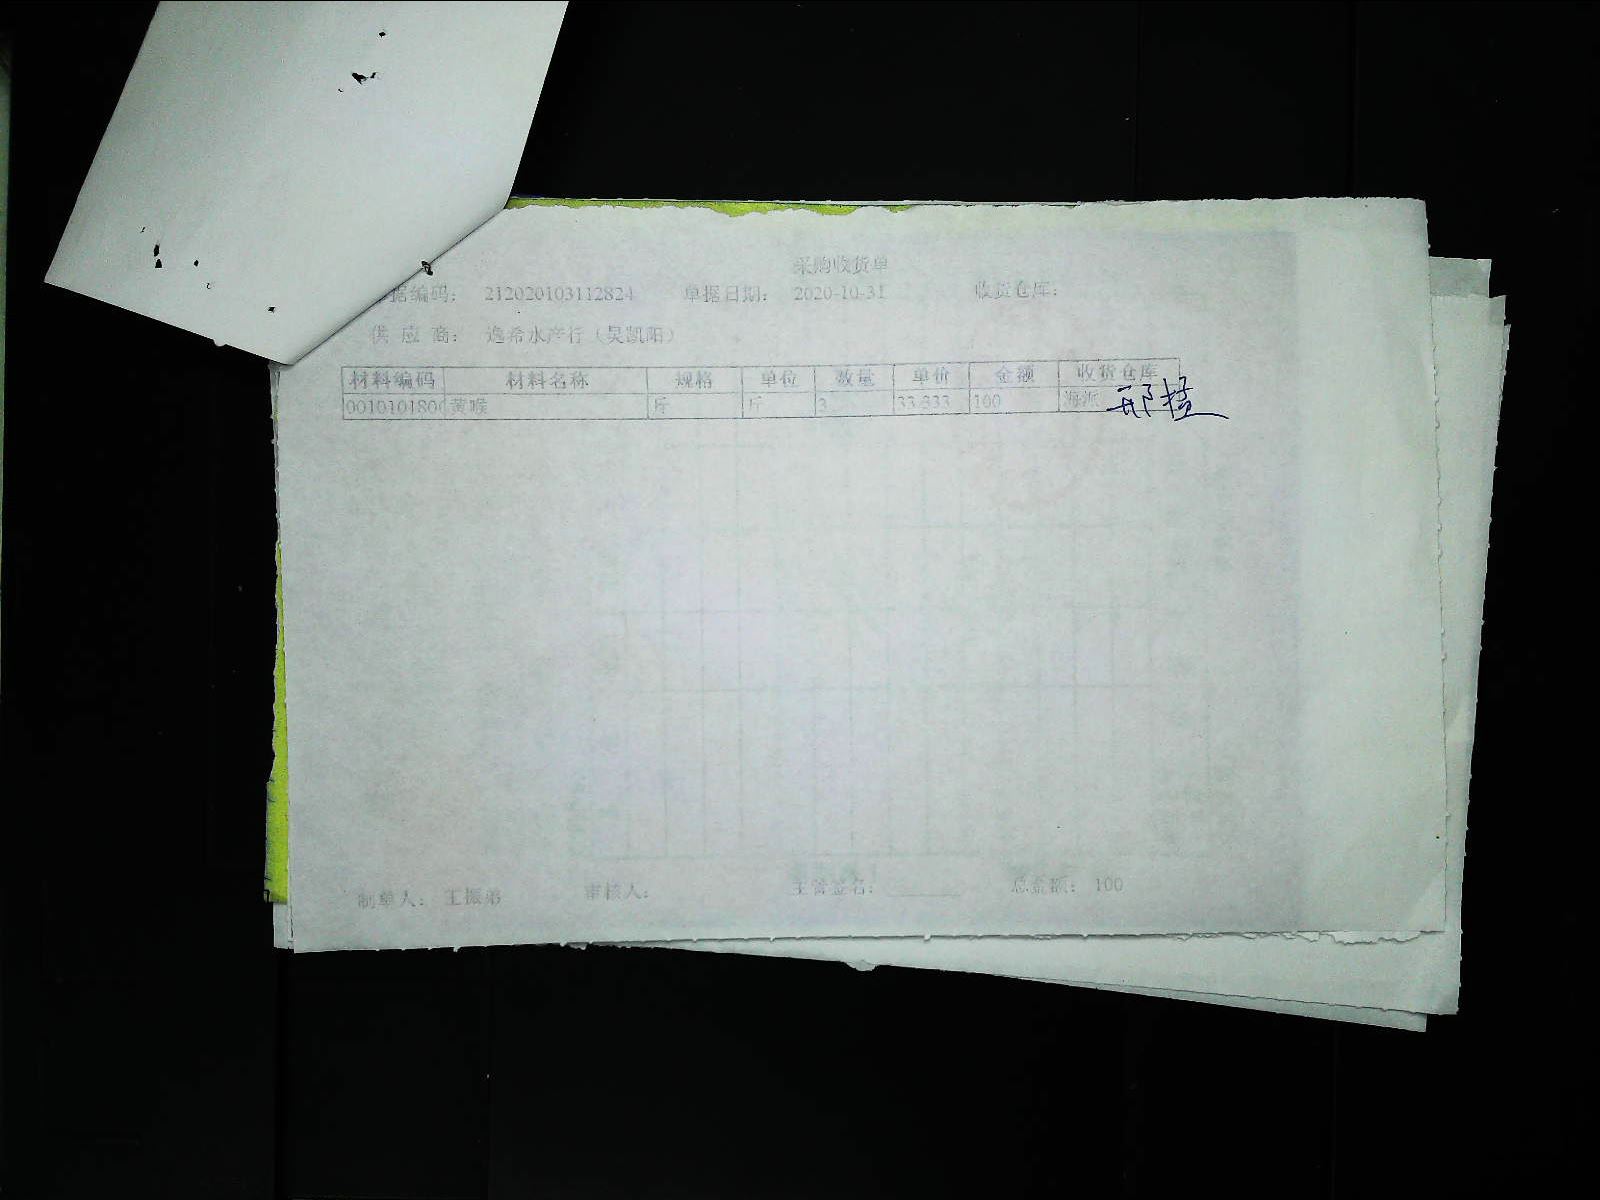 采购收货单
据编码： 212020103112824 单据日期： 2020-10-31 收货仓库：
供 应 商： 逸希水产行（吴凯阳）
材料编码 材料名称 规格 单位 数量 单价 金额 收货仓库
001010180 黄喉 斤 斤 3 33.333 100 海派
制单人： 王振弟 审核人： 主管签名： 总金额： 100